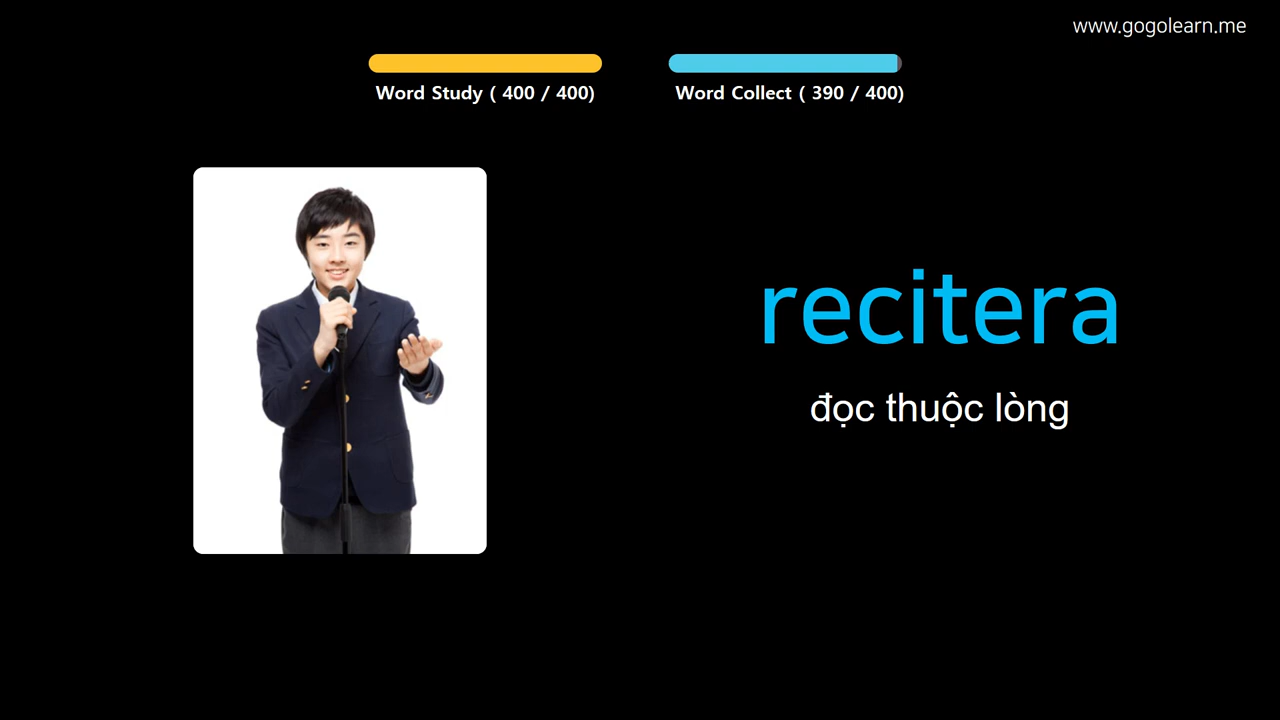 www.gogolearn.me
Word Study ( 400 / 400)
Word Collect ( 390 / 400)
recitera
đọc thuộc lòng